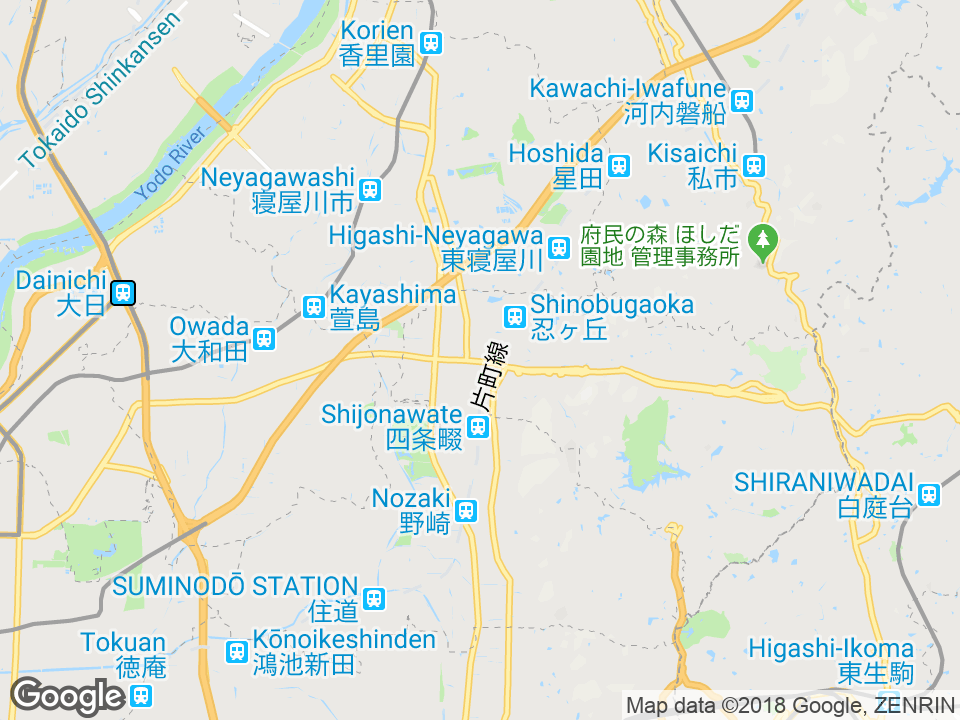 Korien
香里園
Tokaido Shinkansen
Kawachi-Iwafune
河内磐船
Yodo River
Hoshida
星田
Kisaichi
私市
Neyagawashi
寝屋川市
Higashi-Neyagawa
東寝屋川
府民の森 ほしだ
園地 管理事務所
Dainichi
大日
Kayashima
萱島
Shinobugaoka
忍ヶ丘
Owada
大和田
片町線
Shijonawate
四条畷
SHIRANIWADAI
白庭台
Nozaki
野崎
SUMINODŌ STATION
住道
Tokuan
徳庵
Kōnoikeshinden
鴻池新田
Higashi-Ikoma
東生駒
Google
Map data ©2018 Google, ZENRIN